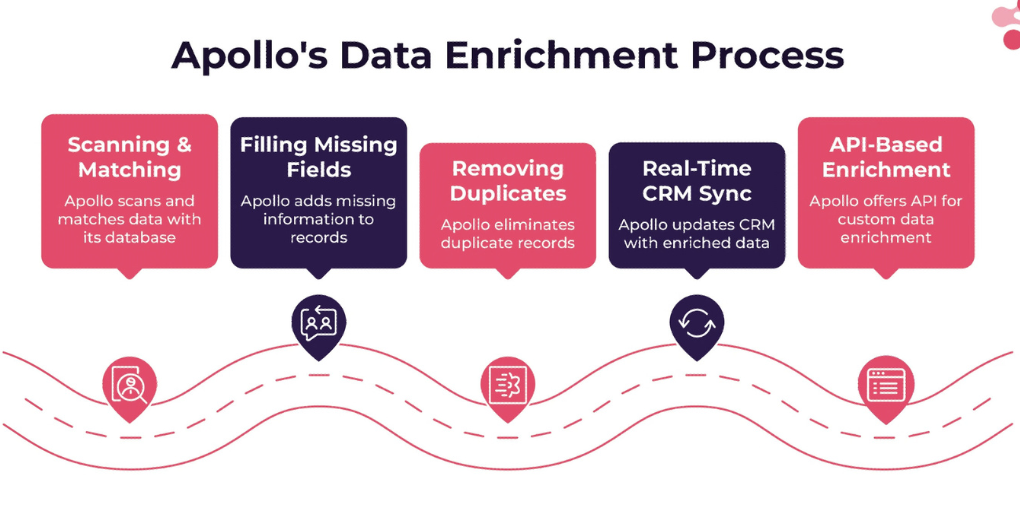 Apollo's Data Enrichment Process
Scanning &
Matching
Apollo scans and
matches data with
its database
Filling Missing
Fields
Apollo adds missing
information to
records
Removing
Duplicates
Apollo eliminates
duplicate records
Real-Time
CRM Sync
Apollo updates CRM
with enriched data
API-Based
Enrichment
Apollo offers API for
custom data
enrichment